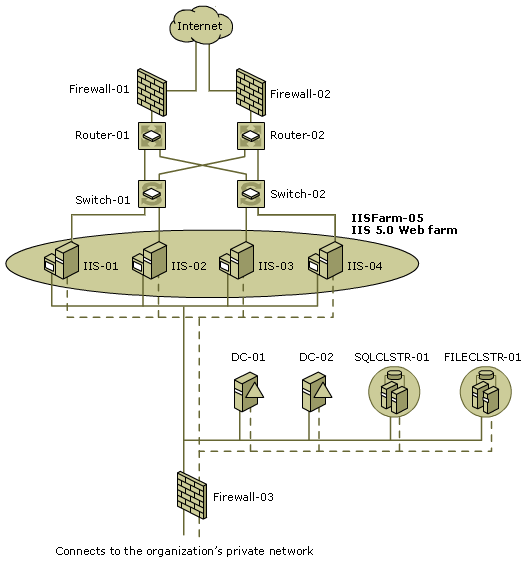 Internet
Firewall-01
Firewall-02
Router-01
Router-02
Switch-01
Switch-02
IISFarm-05
IIS 5.0 Web farm
IIS-01
IIS-02
IIS-03
IIS-04
DC-01
DC-02
SQLCLSTR-01
FILECLSTR-01
Firewall-03
Connects to the organization's private network